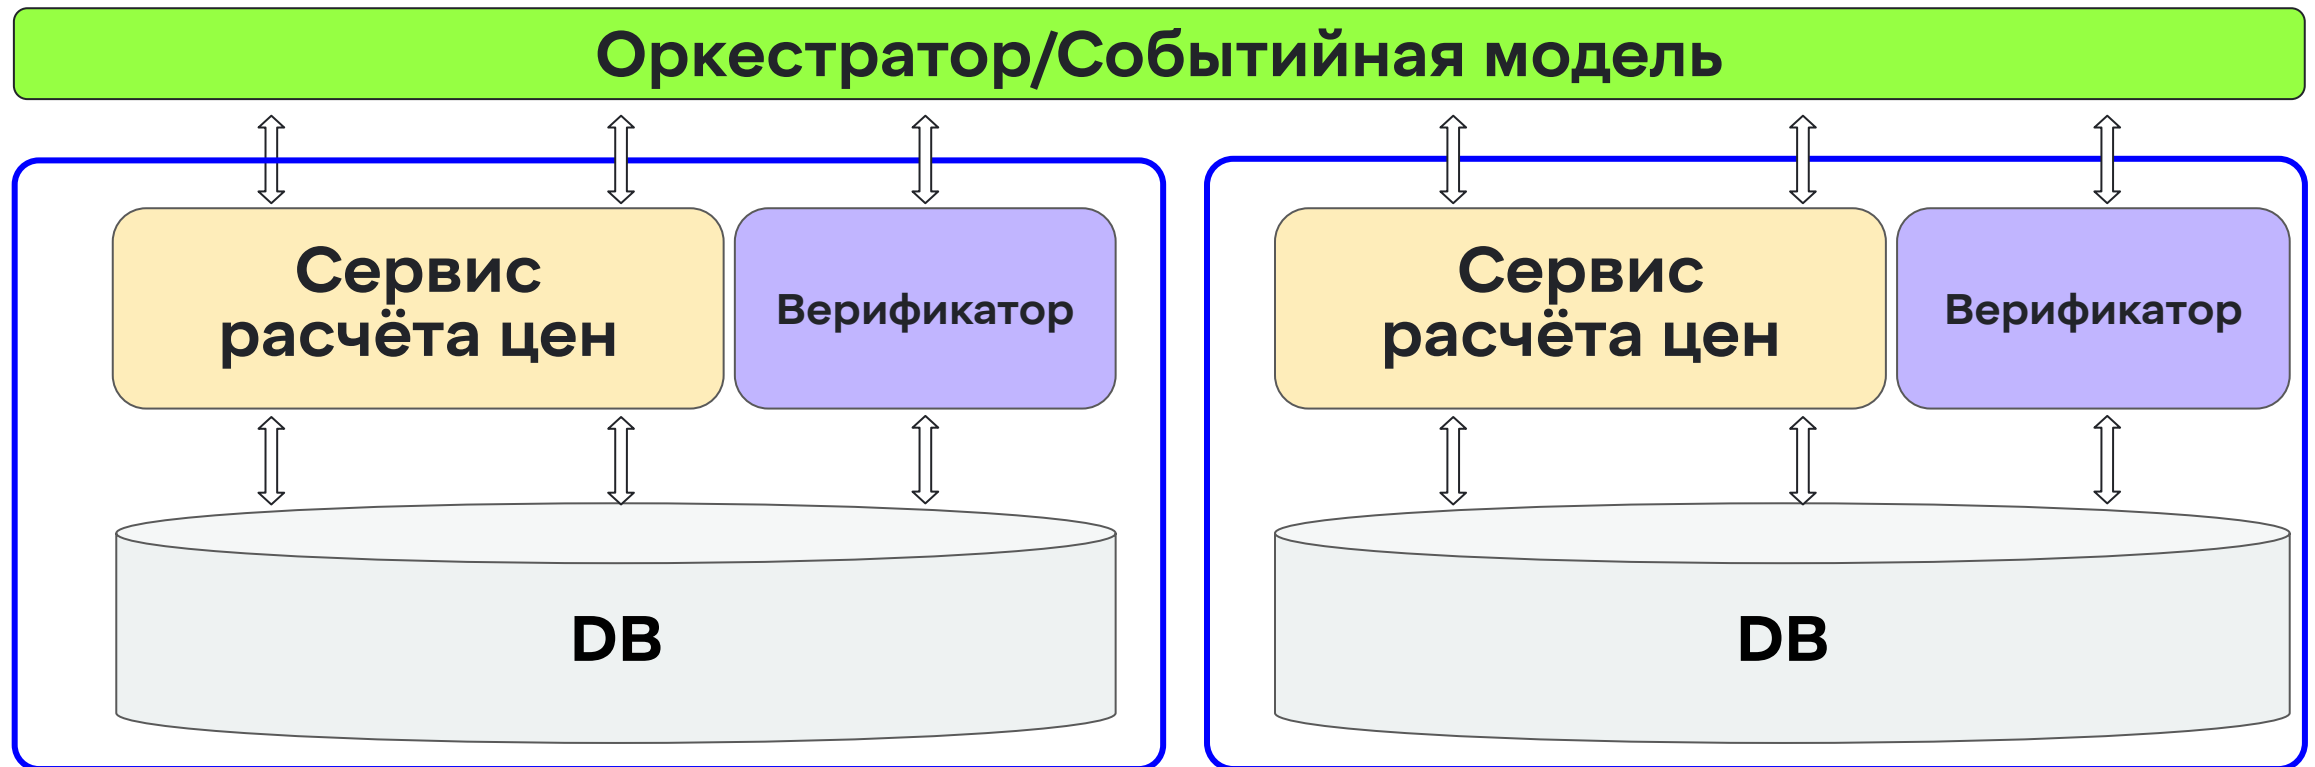 Оркестратор/Событийная модель
Сервис
расчёта цен
Верификатор
DB
Сервис
расчёта цен
Верификатор
DB